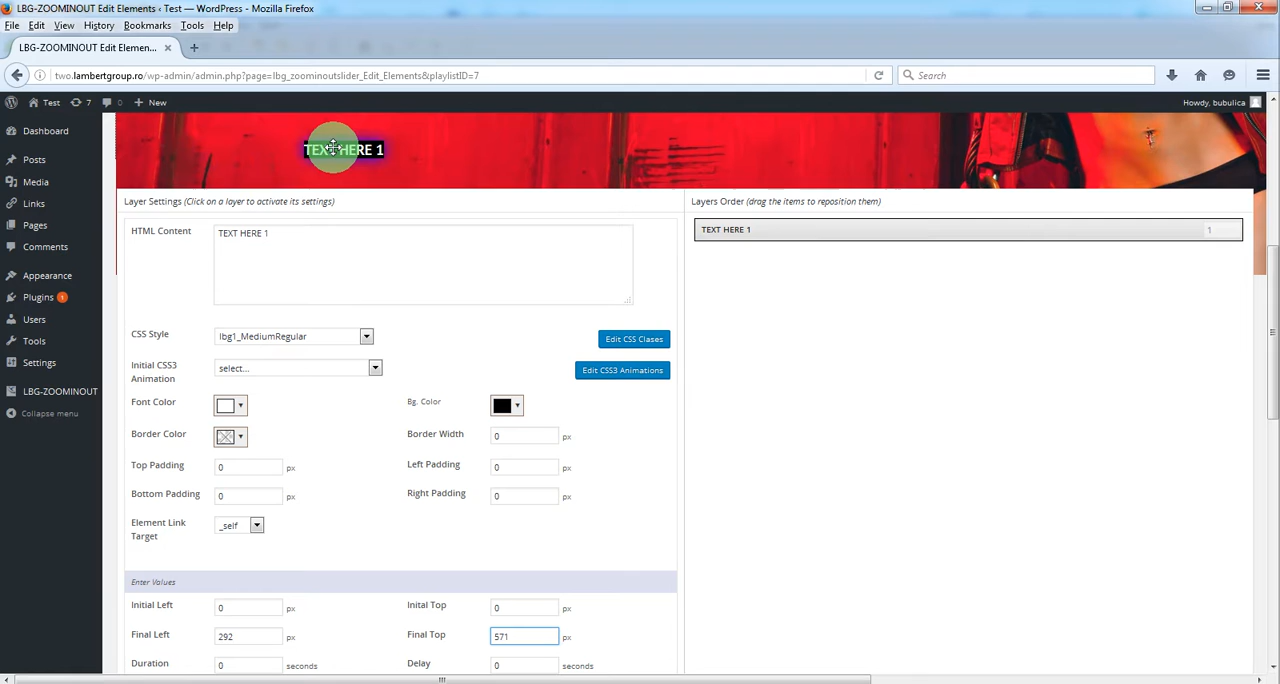 LBG-ZOOMINOUT Edit Elements ‹ Test — WordPress - Mozilla Firefox
File Edit View History Bookmarks Tools Help
LBG-ZOOMINOUT Edit Elemen...
two.lambertgroup.ro/wp-admin/admin.php?page=lbg_zoominoutslider_Edit_Elements&playlistID=7
Search
Test 7 0 New
Howdy, bubulica
Dashboard
Posts
Media
Links
Pages
Comments
Appearance
Plugins 1
Users
Tools
Settings
LBG-ZOOMINOUT
Collapse menu
TEXT HERE 1
Layer Settings (Click on a layer to activate its settings)
HTML Content
TEXT HERE 1
CSS Style
lbg1_MediumRegular
Edit CSS Clases
Initial CSS3
Animation
select...
Edit CSS3 Animations
Font Color
Bg. Color
Border Color
Border Width
0 px
Top Padding
0 px
Left Padding
0 px
Bottom Padding
0 px
Right Padding
0 px
Element Link
Target
_self
Enter Values
Initial Left
0 px
Inital Top
0 px
Final Left
292 px
Final Top
571 px
Duration
0 seconds
Delay
0 seconds
Layers Order (drag the items to reposition them)
TEXT HERE 1
1